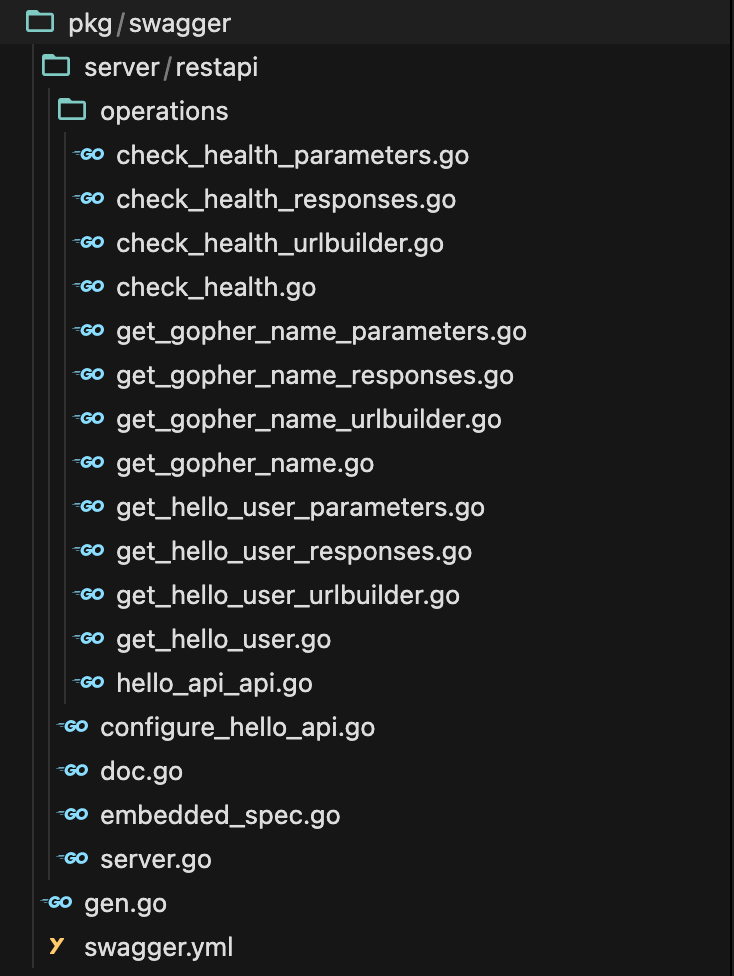 pkg/swagger
server/restapi
operations
GO check_health_parameters.go
GO check_health_responses.go
GO check_health_urlbuilder.go
GO check_health.go
GO get_gopher_name_parameters.go
GO get_gopher_name_responses.go
GO get_gopher_name_urlbuilder.go
GO get_gopher_name.go
GO get_hello_user_parameters.go
GO get_hello_user_responses.go
GO get_hello_user_urlbuilder.go
GO get_hello_user.go
GO hello_api_api.go
GO configure_hello_api.go
GO doc.go
GO embedded_spec.go
GO server.go
GO gen.go
Y swagger.yml